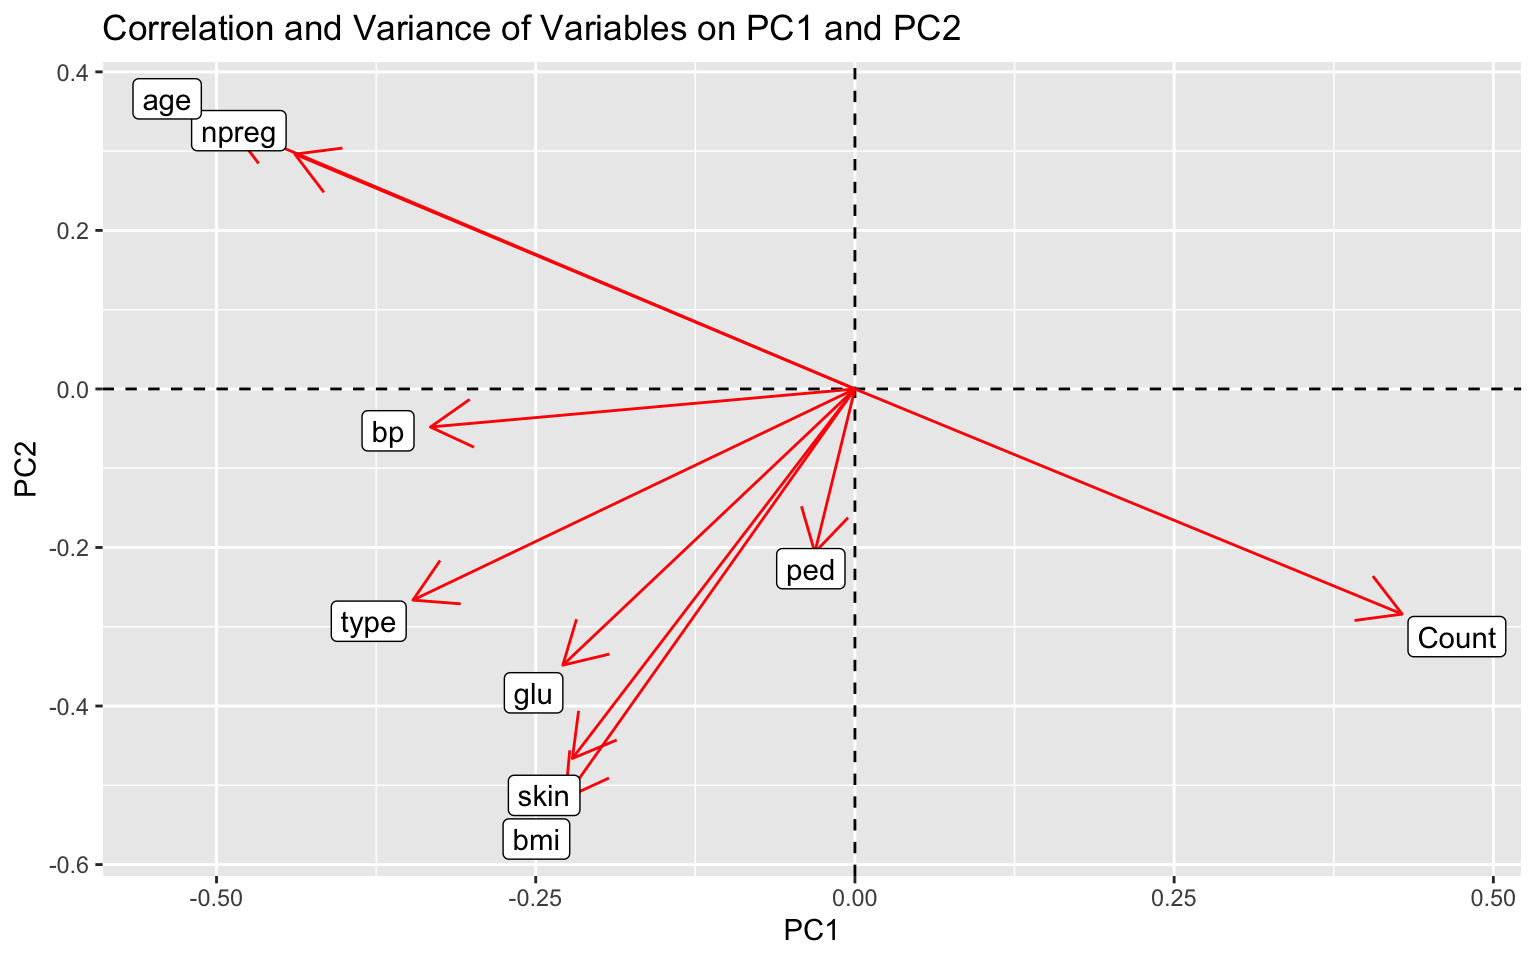 Correlation and Variance of Variables on PC1 and PC2
0.4
age
npreg
0.2
0.0
bp
-0.2
ped
type
Count
glu
-0.4
skin
bmi
-0.6
PC2
-0.50
-0.25
0.00
0.25
0.50
PC1